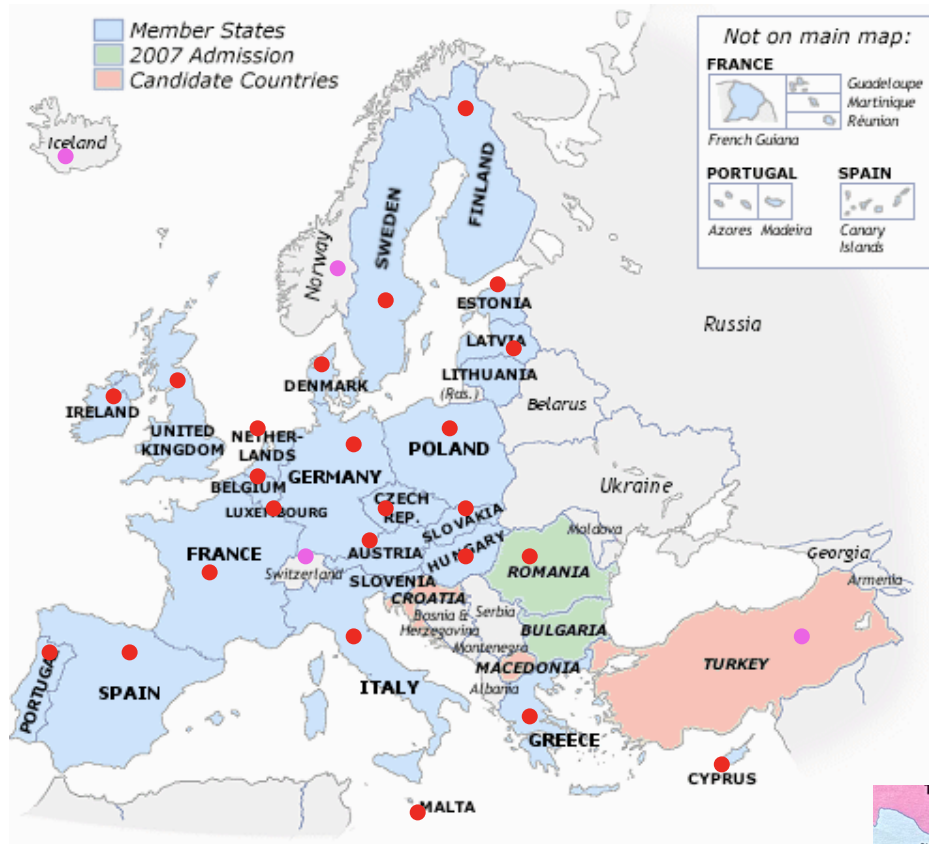 Member States
2007 Admission
Candidate Countries
Not on main map:
FRANCE
Guadeloupe
Martinique
Réunion
French Guiana
PORTUGAL
SPAIN
Azores
Madeira
Canary
Islands
Iceland
Norway
SWEDEN
FINLAND
ESTONIA
LATVIA
LITHUANIA
(Ras.)
Russia
DENMARK
IRELAND
UNITED
KINGDOM
NETHER-
LANDS
BELGIUM
LUXEMBOURG
GERMANY
POLAND
Belarus
Ukraine
CZECH
REP.
SLOVAKIA
AUSTRIA
HUNGARY
Moldova
FRANCE
Switzerland
SLOVENIA
CROATIA
ROMANIA
Georgia
Armenia
Bosnia &
Herzegovina
Serbia
Montenegro
BULGARIA
MACEDONIA
Albania
TURKEY
PORTUGAL
SPAIN
ITALY
GREECE
CYPRUS
MALTA